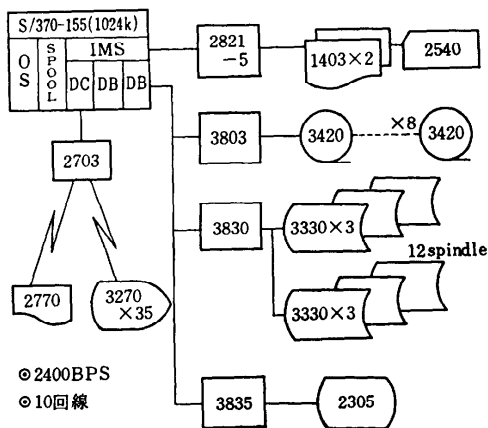 S/370-155(1024k)
OS
SPOOL
IMS
DC
DB
DB
2821
-5
1403×2
2540
3803
3420
×8
3420
2703
3830
3330×3
12spindle
3330×3
2770
3270
×35
◎2400BPS
◎10回線
3835
2305